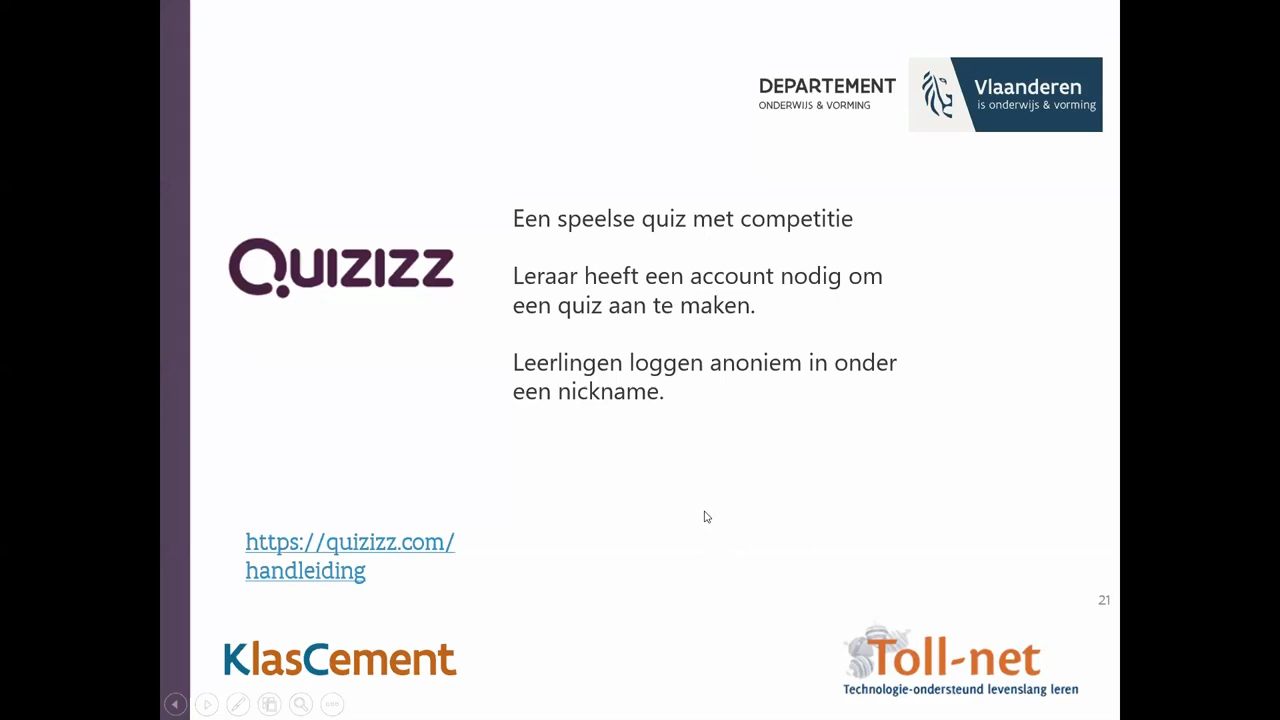 DEPARTEMENT
ONDERWIJS & VORMING
Vlaanderen
is onderwijs & vorming
QUIZIZZ
Een speelse quiz met competitie
Leraar heeft een account nodig om
een quiz aan te maken.
Leerlingen loggen anoniem in onder
een nickname.
https://quizizz.com/
handleiding
21
KlasCement
Toll-net
Technologie-ondersteund levenslang leren